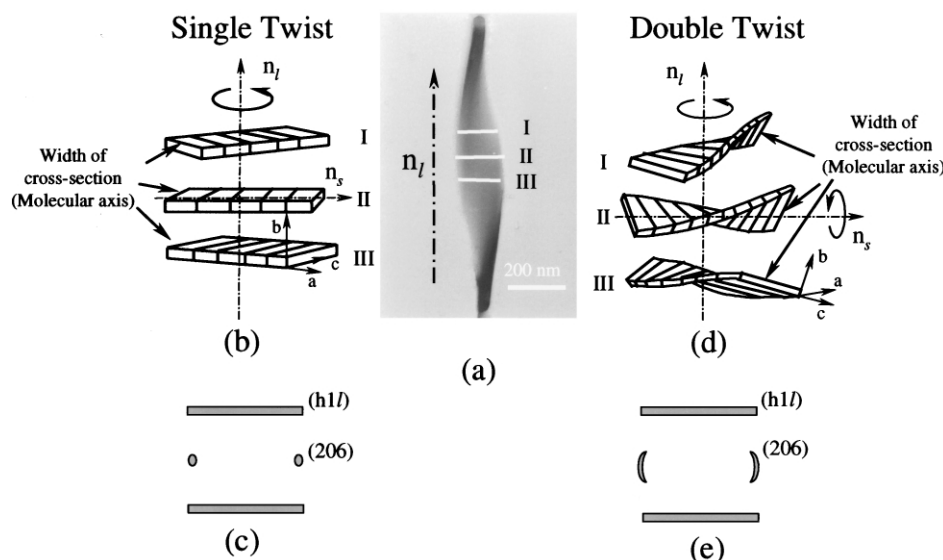 Single Twist
Double Twist
n_l
I
Width of
cross-section
(Molecular axis)
n_s
II
b
c
III
a
(b)
n_l
I
II
III
200 nm
(a)
n_l
Width of
cross-section
(Molecular axis)
I
II
n_s
III
b
a
c
(d)
(h1l)
(206)
(c)
(h1l)
(206)
(e)